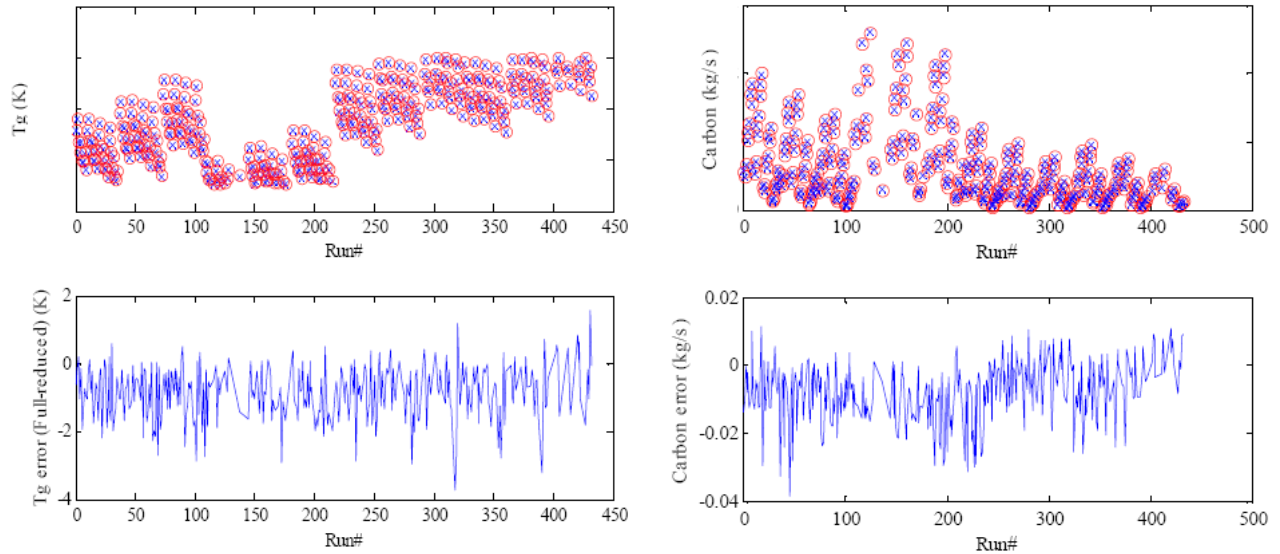 Tg (K)
0 50 100 150 200 250 300 350 400 450
Run#
Carbon (kg/s)
0 100 200 300 400 500
Run#
Tg error (Full-reduced) (K)
2
0
-2
-4
0 50 100 150 200 250 300 350 400 450
Run#
Carbon error (kg/s)
0.02
0
-0.02
-0.04
0 100 200 300 400 500
Run#